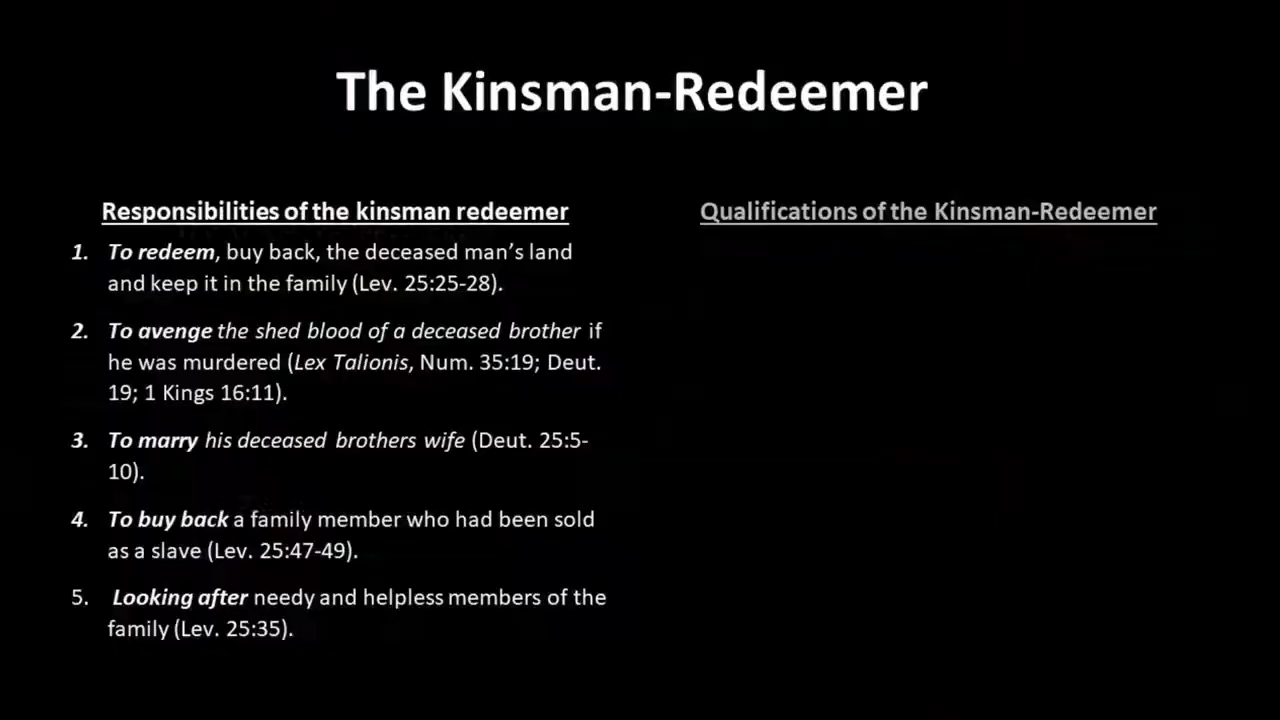 The Kinsman-Redeemer
Responsibilities of the kinsman redeemer
1. To redeem, buy back, the deceased man’s land
and keep it in the family (Lev. 25:25-28).
2. To avenge the shed blood of a deceased brother if
he was murdered (Lex Talionis, Num. 35:19; Deut.
19; 1 Kings 16:11).
3. To marry his deceased brothers wife (Deut. 25:5-
10).
4. To buy back a family member who had been sold
as a slave (Lev. 25:47-49).
5. Looking after needy and helpless members of the
family (Lev. 25:35).
Qualifications of the Kinsman-Redeemer